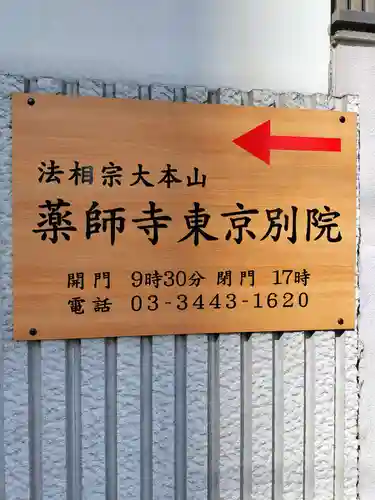 法相宗大本山
薬師寺東京別院
開門 9時30分 閉門 17時
電話 03-3443-1620